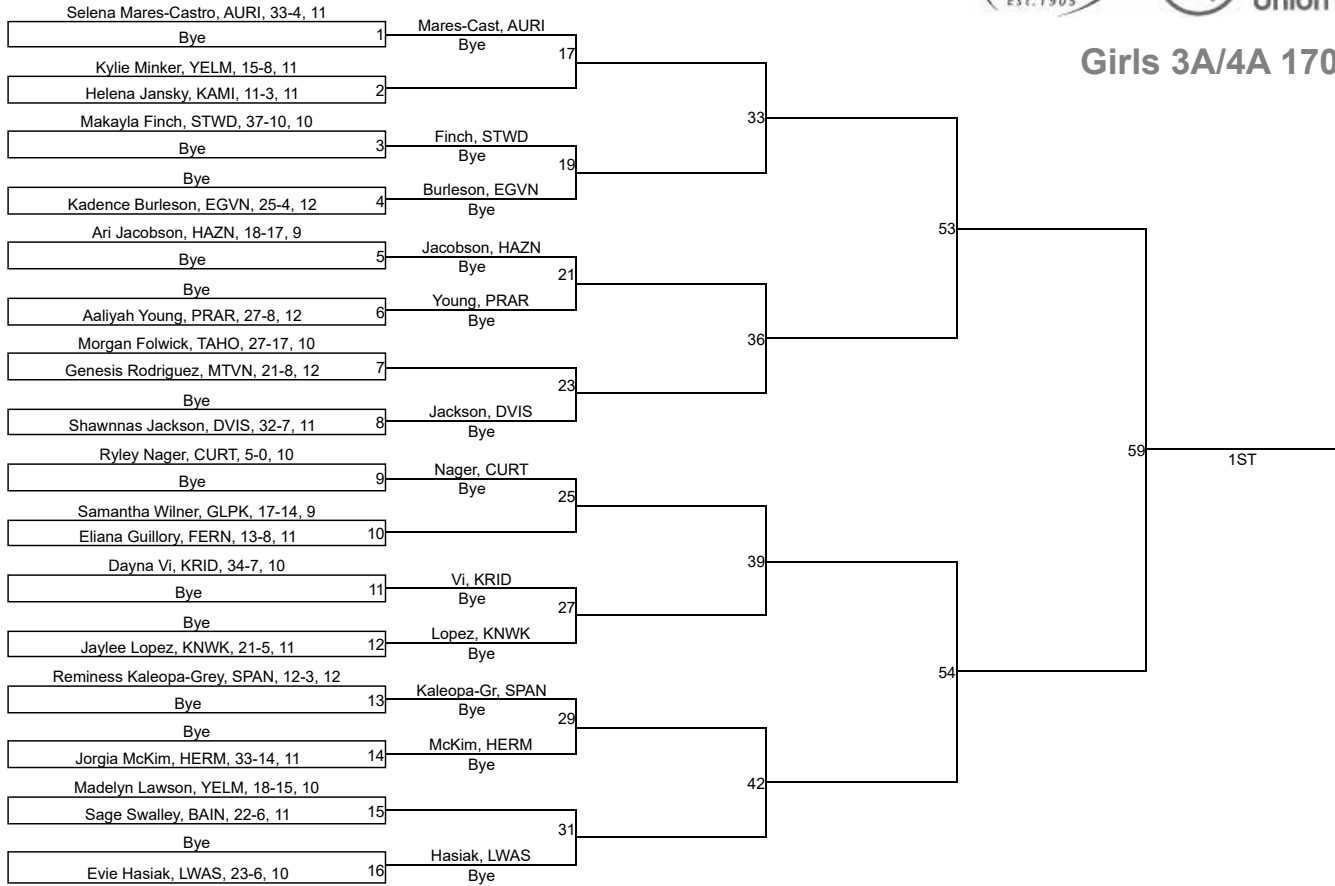 EST. 1905
Union
Girls 3A/4A 170
Selena Mares-Castro, AURI, 33-4, 11
Bye
1
Mares-Cast, AURI
Bye
17
Kylie Minker, YELM, 15-8, 11
Helena Jansky, KAMI, 11-3, 11
2
33
Makayla Finch, STWD, 37-10, 10
Bye
3
Finch, STWD
Bye
19
Bye
Kadence Burleson, EGVN, 25-4, 12
4
Burleson, EGVN
Bye
53
Ari Jacobson, HAZN, 18-17, 9
Bye
5
Jacobson, HAZN
Bye
21
Bye
Aaliyah Young, PRAR, 27-8, 12
6
Young, PRAR
Bye
36
Morgan Folwick, TAHO, 27-17, 10
Genesis Rodriguez, MTVN, 21-8, 12
7
23
Bye
Shawnnas Jackson, DVIS, 32-7, 11
8
Jackson, DVIS
Bye
59
1ST
Ryley Nager, CURT, 5-0, 10
Bye
9
Nager, CURT
Bye
25
Samantha Wilner, GLPK, 17-14, 9
Eliana Guillory, FERN, 13-8, 11
10
39
Dayna Vi, KRID, 34-7, 10
Bye
11
Vi, KRID
Bye
27
Bye
Jaylee Lopez, KNWK, 21-5, 11
12
Lopez, KNWK
Bye
54
Reminess Kaleopa-Grey, SPAN, 12-3, 12
Bye
13
Kaleopa-Gr, SPAN
Bye
29
Bye
Jorgia McKim, HERM, 33-14, 11
14
McKim, HERM
Bye
42
Madelyn Lawson, YELM, 18-15, 10
Sage Swalley, BAIN, 22-6, 11
15
31
Bye
Evie Hasiak, LWAS, 23-6, 10
16
Hasiak, LWAS
Bye